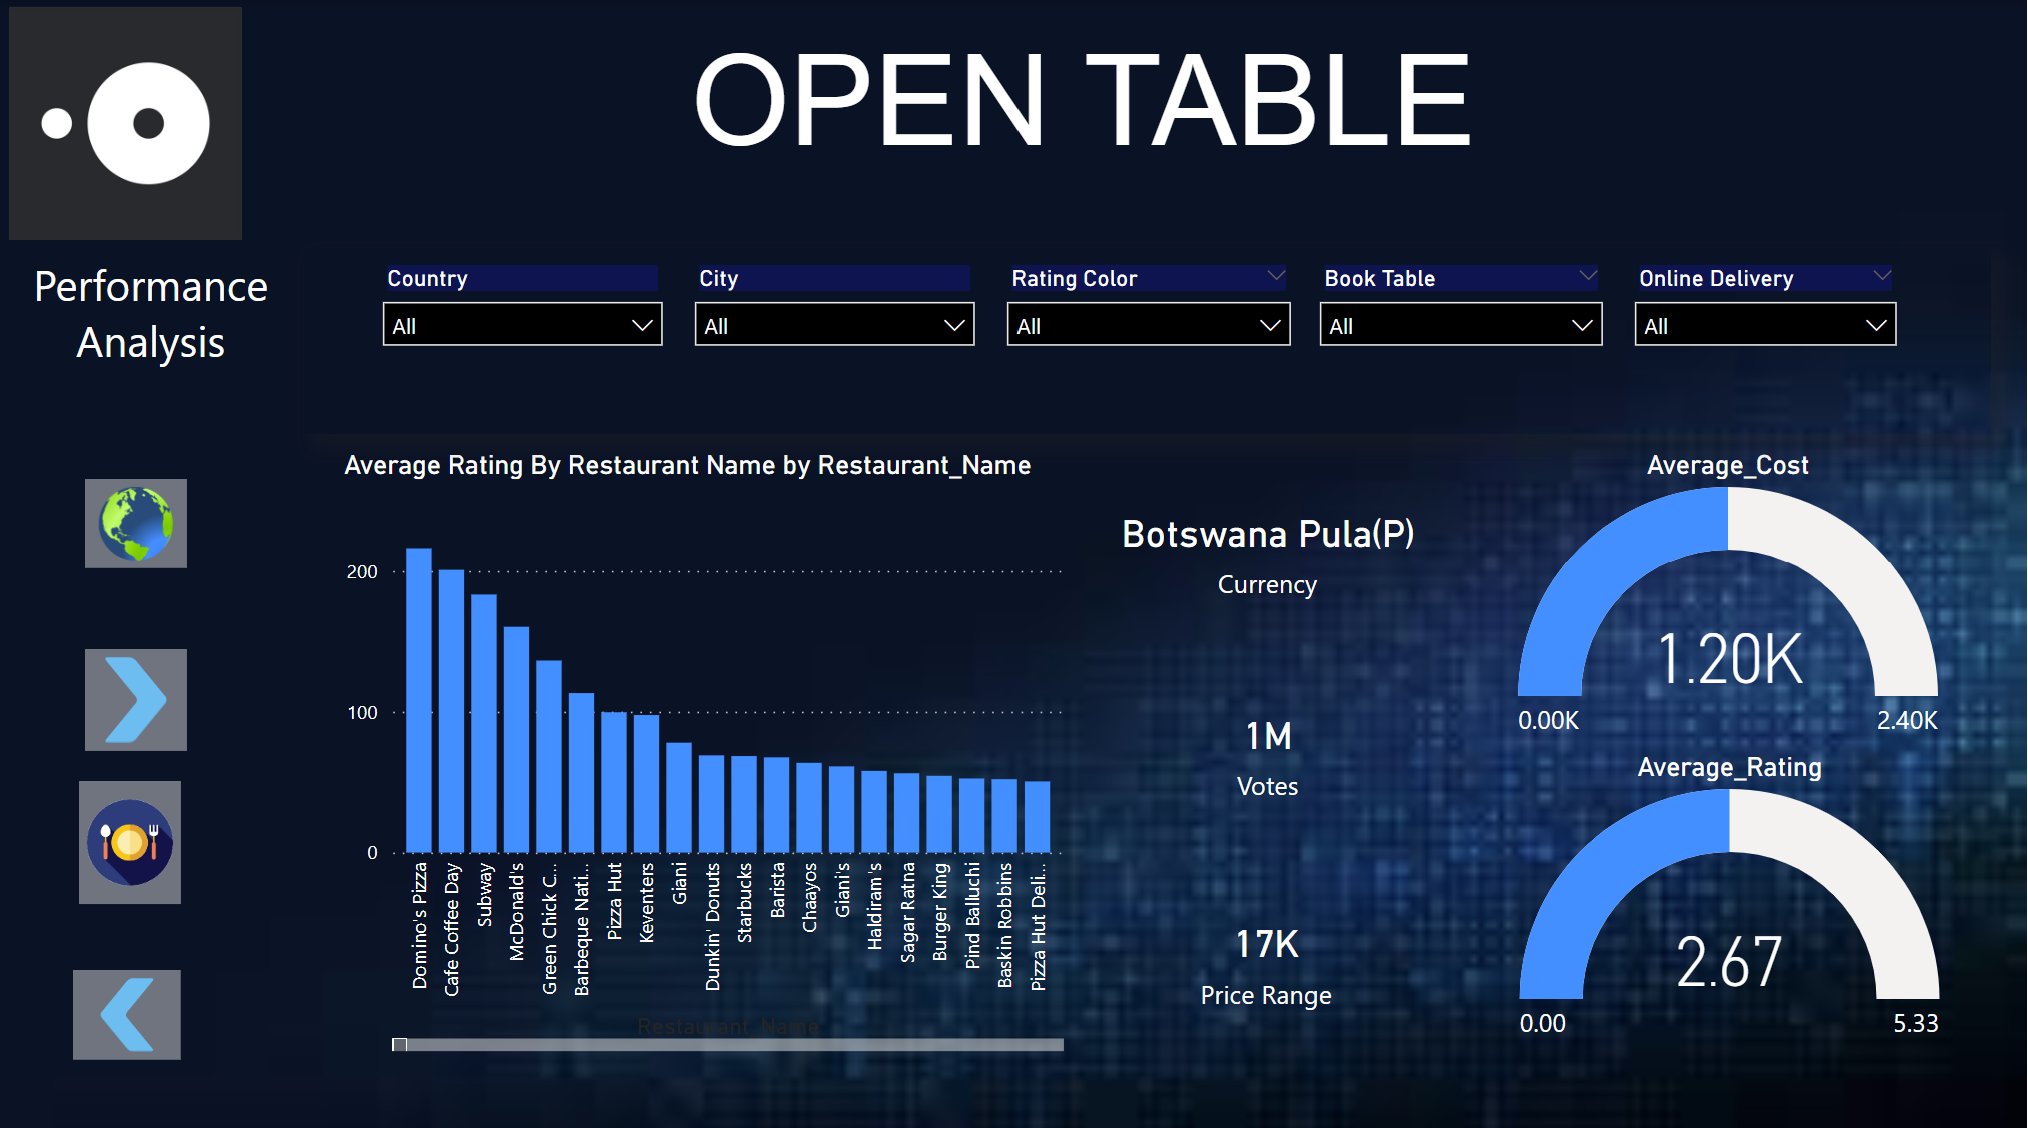 OPEN TABLE
Performance
Analysis
Country
City
Rating Color
Book Table
Online Delivery
All
All
All
All
All
Average Rating By Restaurant Name by Restaurant_Name
200
100
0
Domino's Pizza
Cafe Coffee Day
Subway
McDonald's
Green Chick C...
Barbeque Nati...
Pizza Hut
Keventers
Giani
Dunkin' Donuts
Starbucks
Barista
Chaayos
Giani's
Haldiram's
Sagar Ratna
Burger King
Pind Balluchi
Baskin Robbins
Pizza Hut Deli...
Restaurant_Name
Botswana Pula(P)
Currency
1M
Votes
17K
Price Range
Average_Cost
1.20K
0.00K
2.40K
Average_Rating
2.67
0.00
5.33